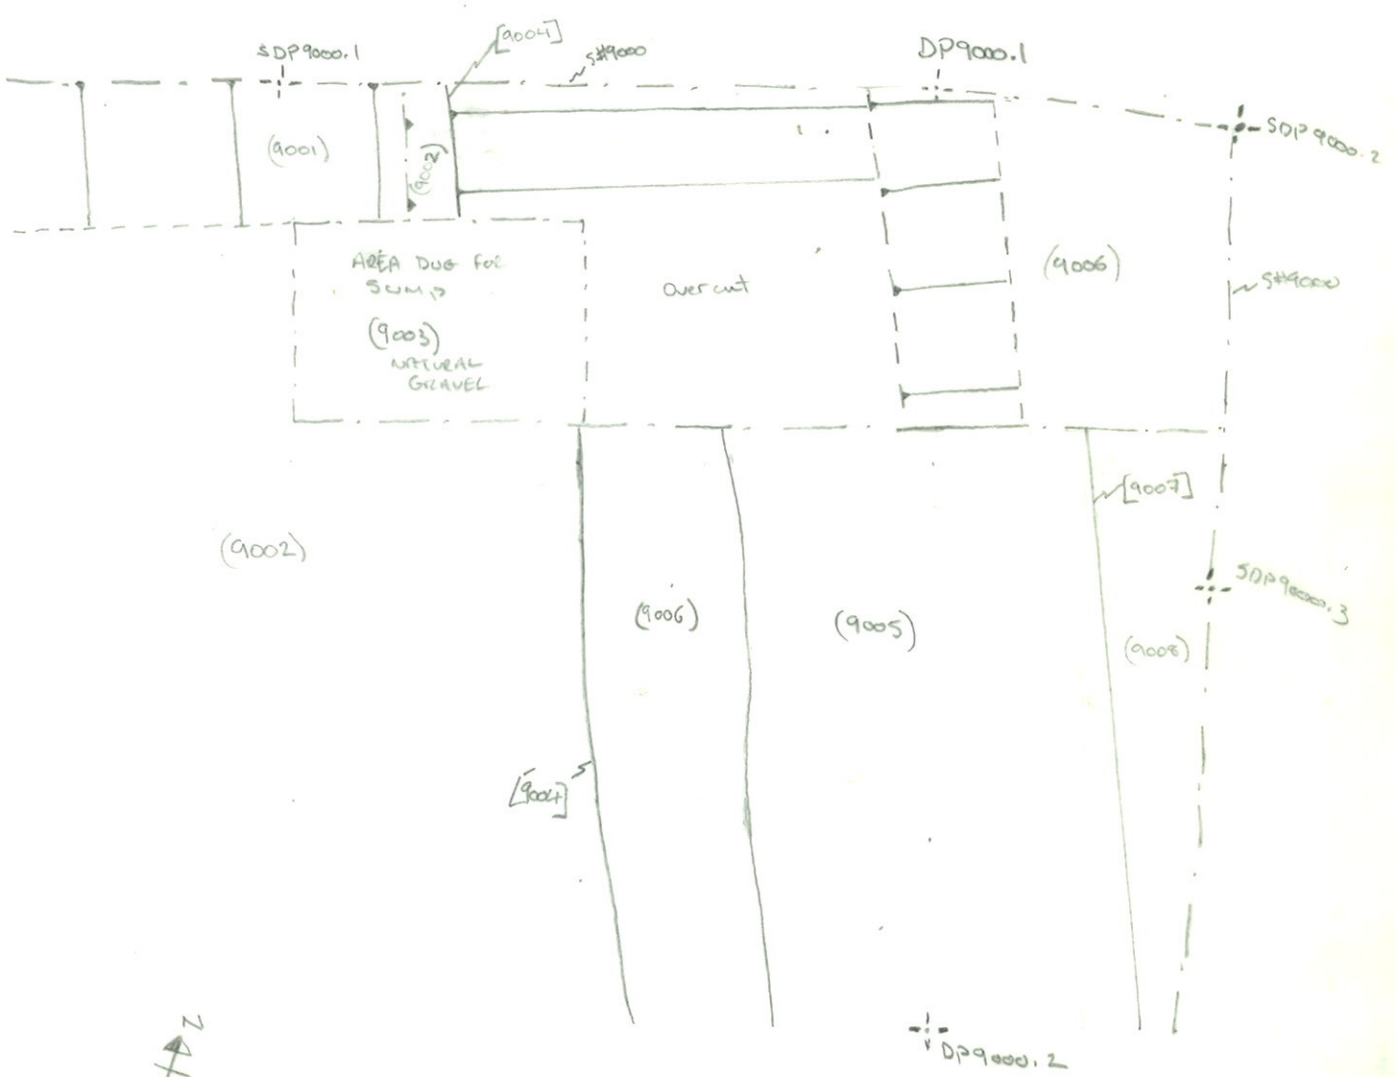 SDP9000.1
[9004]
S#9000
DP9000.1
SDP9000.2
(9001)
(9002)
AREA DUG FOR
SUMP
(9003)
NATURAL
GRAVEL
Overcut
(9006)
S#9000
[9007]
(9002)
SDP9000.3
(9006)
(9005)
(9008)
[9004]
N
DP9000.2